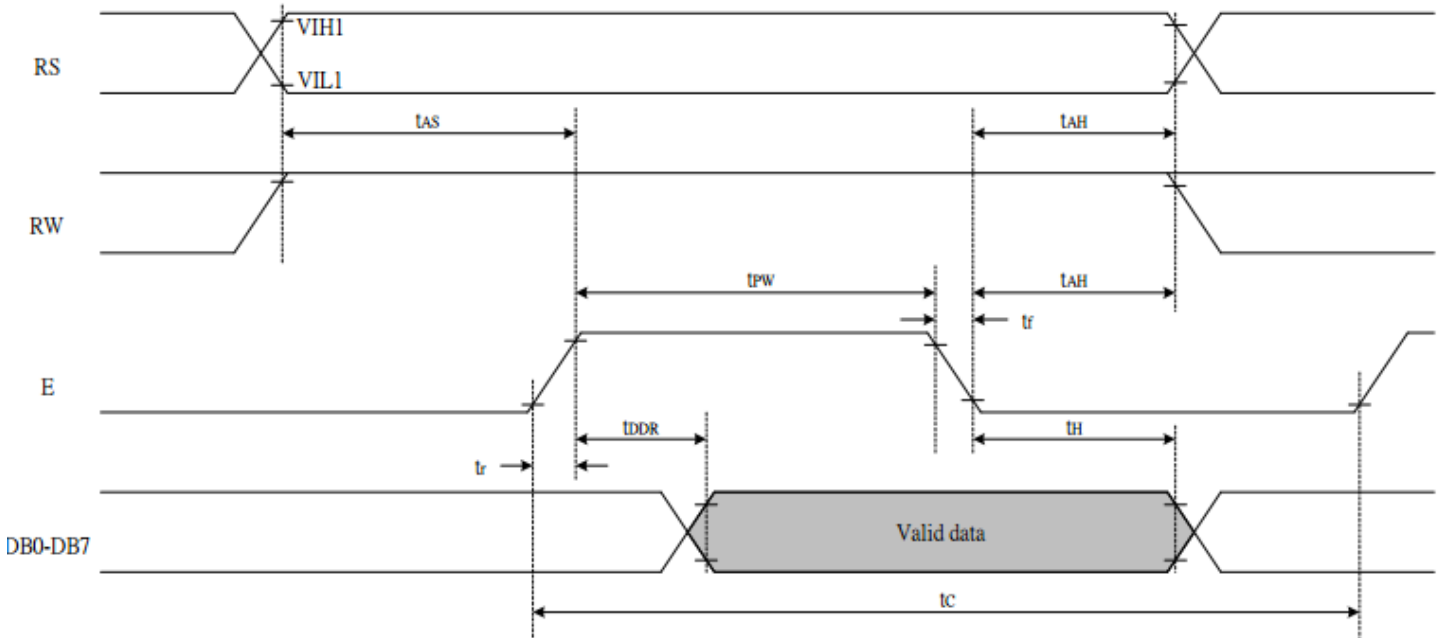 VIH1
RS
VIL1
tAS
tAH
RW
tPW
tAH
tf
E
tDDR
tH
tr
DB0-DB7
Valid data
tC